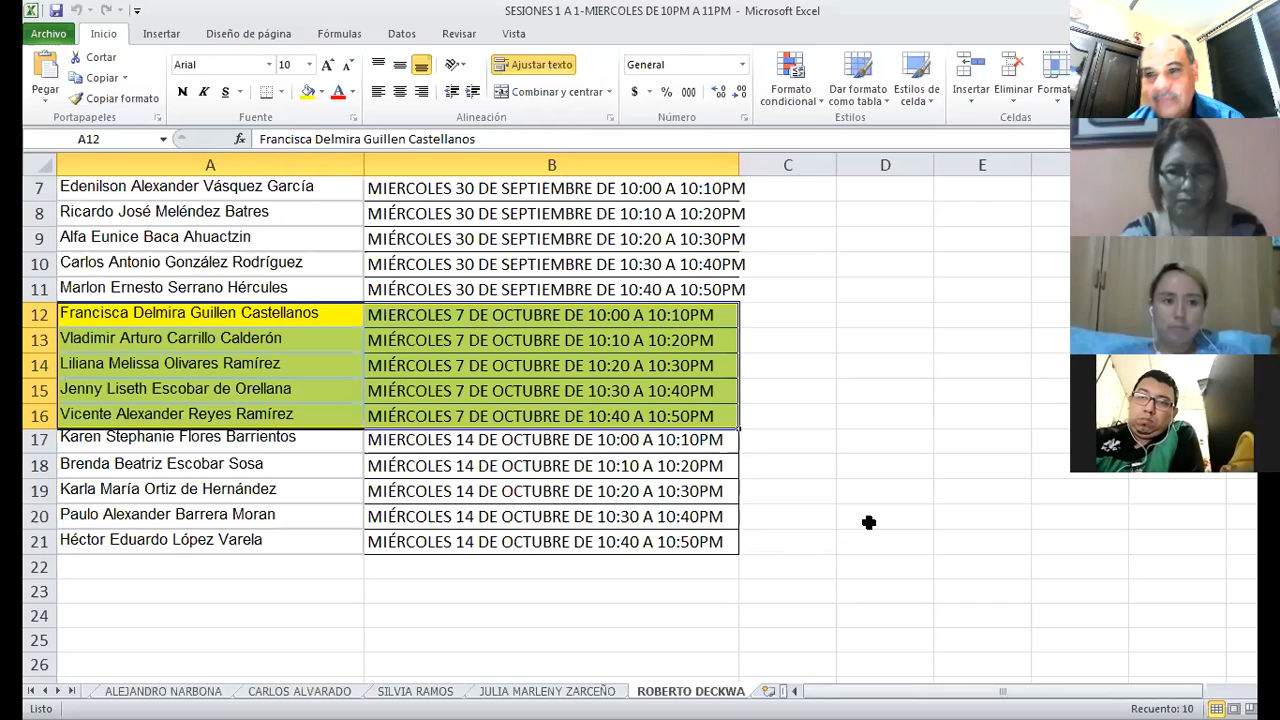 SESIONES 1 A 1-MIERCOLES DE 10PM A 11PM - Microsoft Excel
Archivo Inicio Insertar Diseño de página Fórmulas Datos Revisar Vista
Pegar
Cortar
Copiar
Copiar formato
Portapapeles
Arial 10
N K S
Fuente
Ajustar texto
Combinar y centrar
Alineación
General
$ % 000
Número
Formato condicional
Dar formato como tabla
Estilos de celda
Estilos
Insertar Eliminar Format
Celdas
A12 fx Francisca Delmira Guillen Castellanos
A B C D E
7 Edenilson Alexander Vásquez García MIERCOLES 30 DE SEPTIEMBRE DE 10:00 A 10:10PM
8 Ricardo José Meléndez Batres MIÉRCOLES 30 DE SEPTIEMBRE DE 10:10 A 10:20PM
9 Alfa Eunice Baca Ahuactzin MIÉRCOLES 30 DE SEPTIEMBRE DE 10:20 A 10:30PM
10 Carlos Antonio González Rodríguez MIÉRCOLES 30 DE SEPTIEMBRE DE 10:30 A 10:40PM
11 Marlon Ernesto Serrano Hércules MIÉRCOLES 30 DE SEPTIEMBRE DE 10:40 A 10:50PM
12 Francisca Delmira Guillen Castellanos MIERCOLES 7 DE OCTUBRE DE 10:00 A 10:10PM
13 Vladimir Arturo Carrillo Calderón MIÉRCOLES 7 DE OCTUBRE DE 10:10 A 10:20PM
14 Liliana Melissa Olivares Ramírez MIÉRCOLES 7 DE OCTUBRE DE 10:20 A 10:30PM
15 Jenny Liseth Escobar de Orellana MIÉRCOLES 7 DE OCTUBRE DE 10:30 A 10:40PM
16 Vicente Alexander Reyes Ramírez MIÉRCOLES 7 DE OCTUBRE DE 10:40 A 10:50PM
17 Karen Stephanie Flores Barrientos MIERCOLES 14 DE OCTUBRE DE 10:00 A 10:10PM
18 Brenda Beatriz Escobar Sosa MIÉRCOLES 14 DE OCTUBRE DE 10:10 A 10:20PM
19 Karla María Ortiz de Hernández MIÉRCOLES 14 DE OCTUBRE DE 10:20 A 10:30PM
20 Paulo Alexander Barrera Moran MIÉRCOLES 14 DE OCTUBRE DE 10:30 A 10:40PM
21 Héctor Eduardo López Varela MIÉRCOLES 14 DE OCTUBRE DE 10:40 A 10:50PM
22
23
24
25
26
ALEJANDRO NARBONA CARLOS ALVARADO SILVIA RAMOS JULIA MARLENY ZARCEÑO ROBERTO DECKWA
Listo Recuento: 10